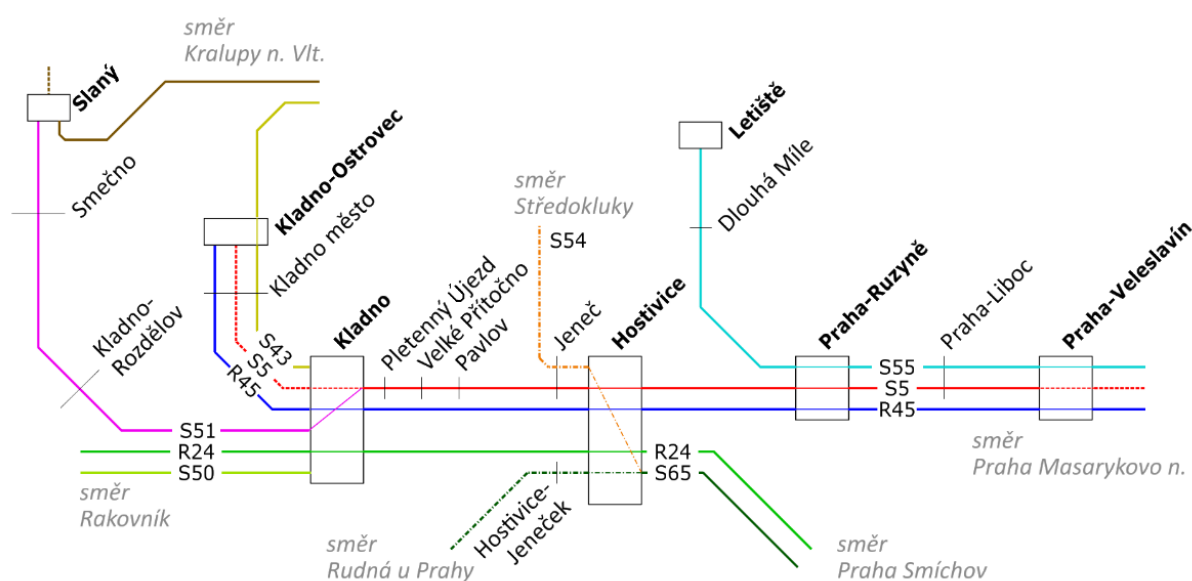 směr
Kralupy n. Vlt.
Slaný
Smečno
Kladno-Ostrovec
Kladno město
Letiště
Dlouhá Míle
směr
Středokluky
S54
Kladno-
Rozdělov
S43
S5
R45
Kladno
Pletenný Újezd
Velké Přítočno
Pavlov
Jeneč
Hostivice
Praha-Ruzyně
Praha-Liboc
Praha-Veleslavín
S55
S5
R45
S51
R24
S50
R24
S65
směr
Praha Masarykovo n.
směr
Rakovník
Hostivice-
Jeneček
směr
Rudná u Prahy
směr
Praha Smíchov